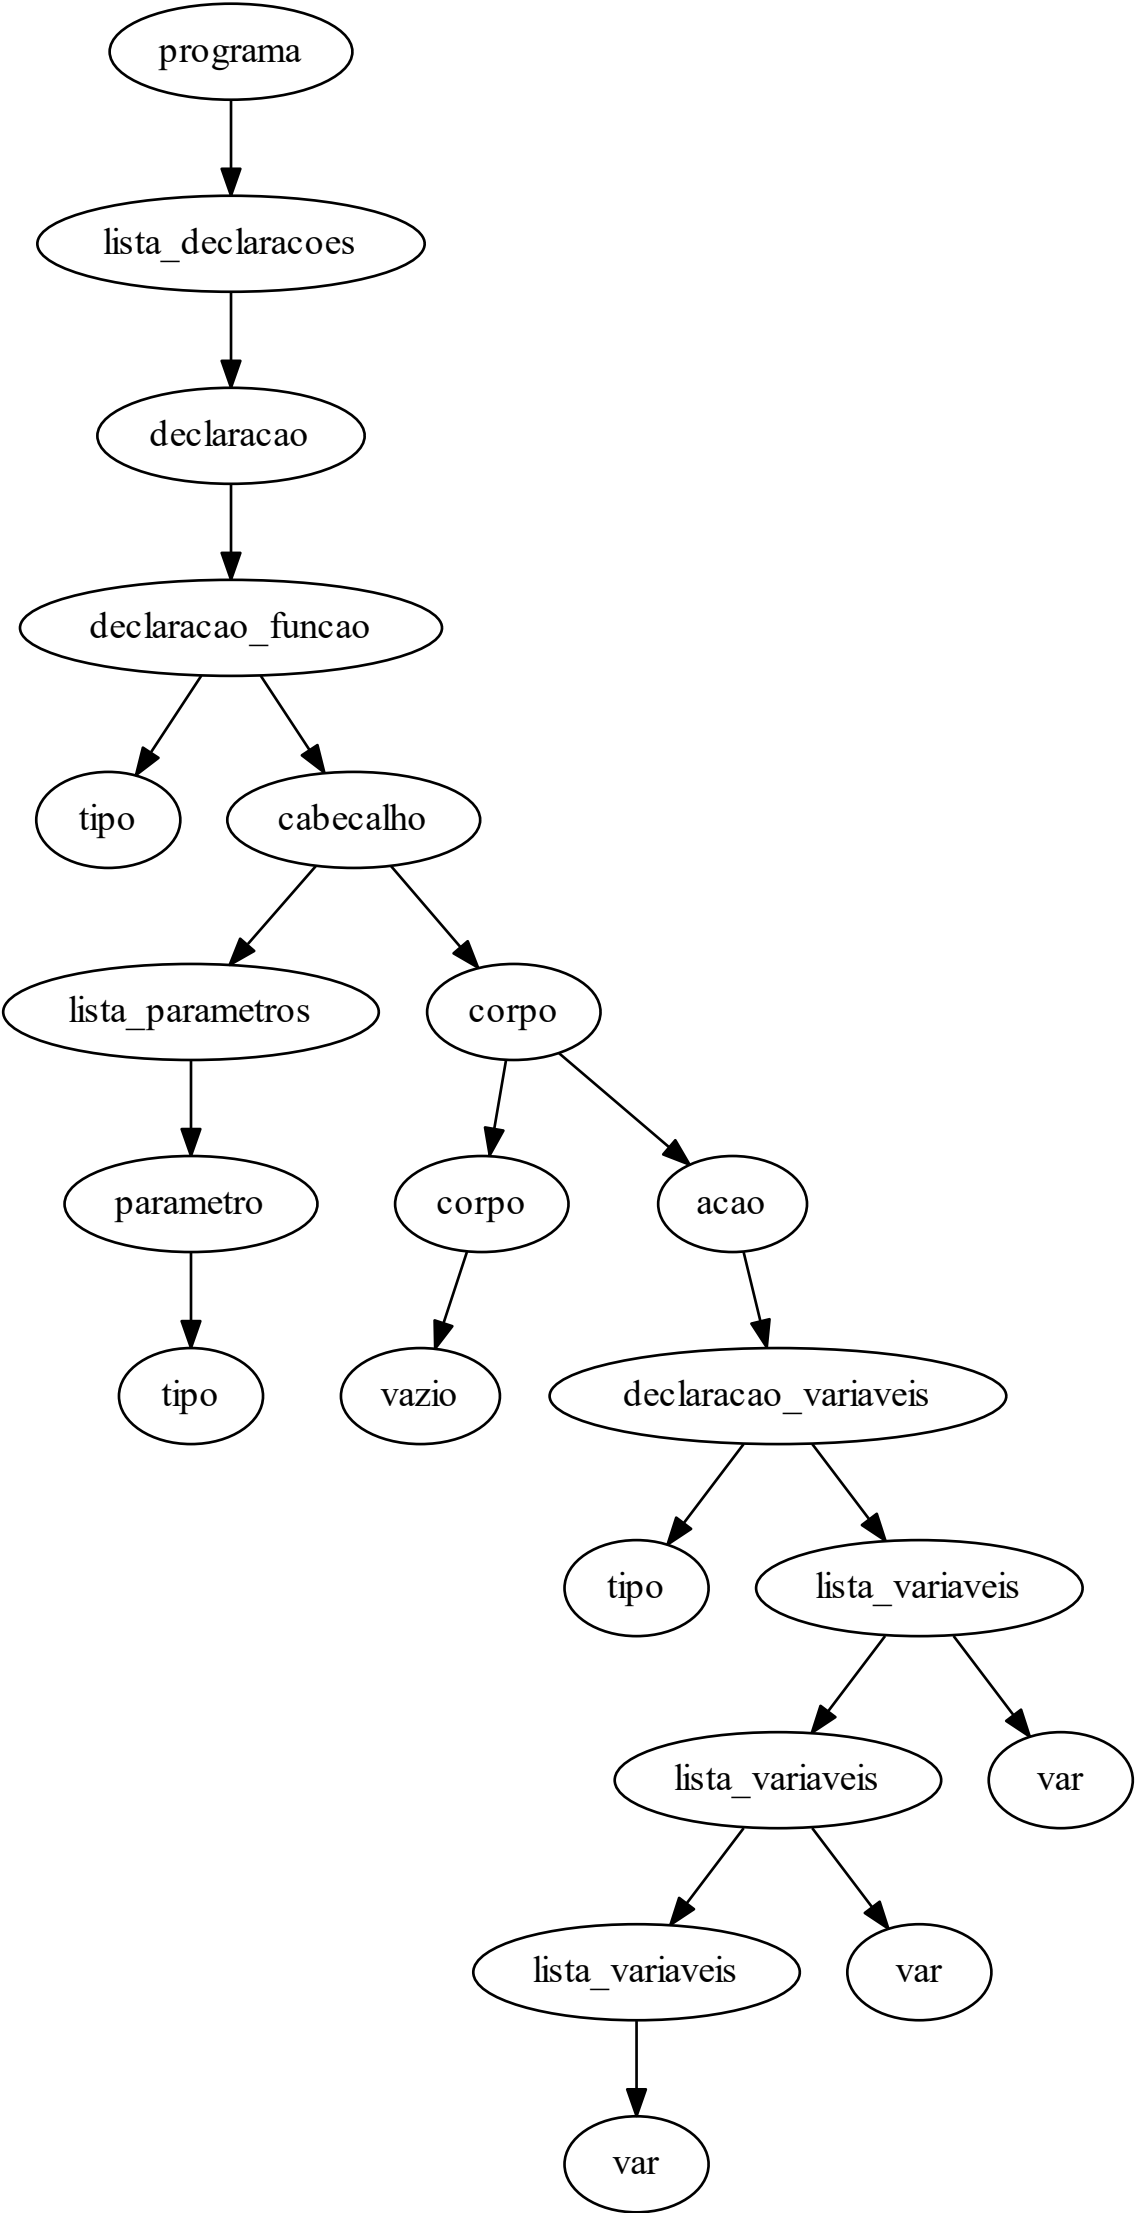 programa
lista_declaracoes
declaracao
declaracao_funcao
tipo
cabecalho
lista_parametros
corpo
parametro
corpo
acao
tipo
vazio
declaracao_variaveis
tipo
lista_variaveis
lista_variaveis
var
lista_variaveis
var
var